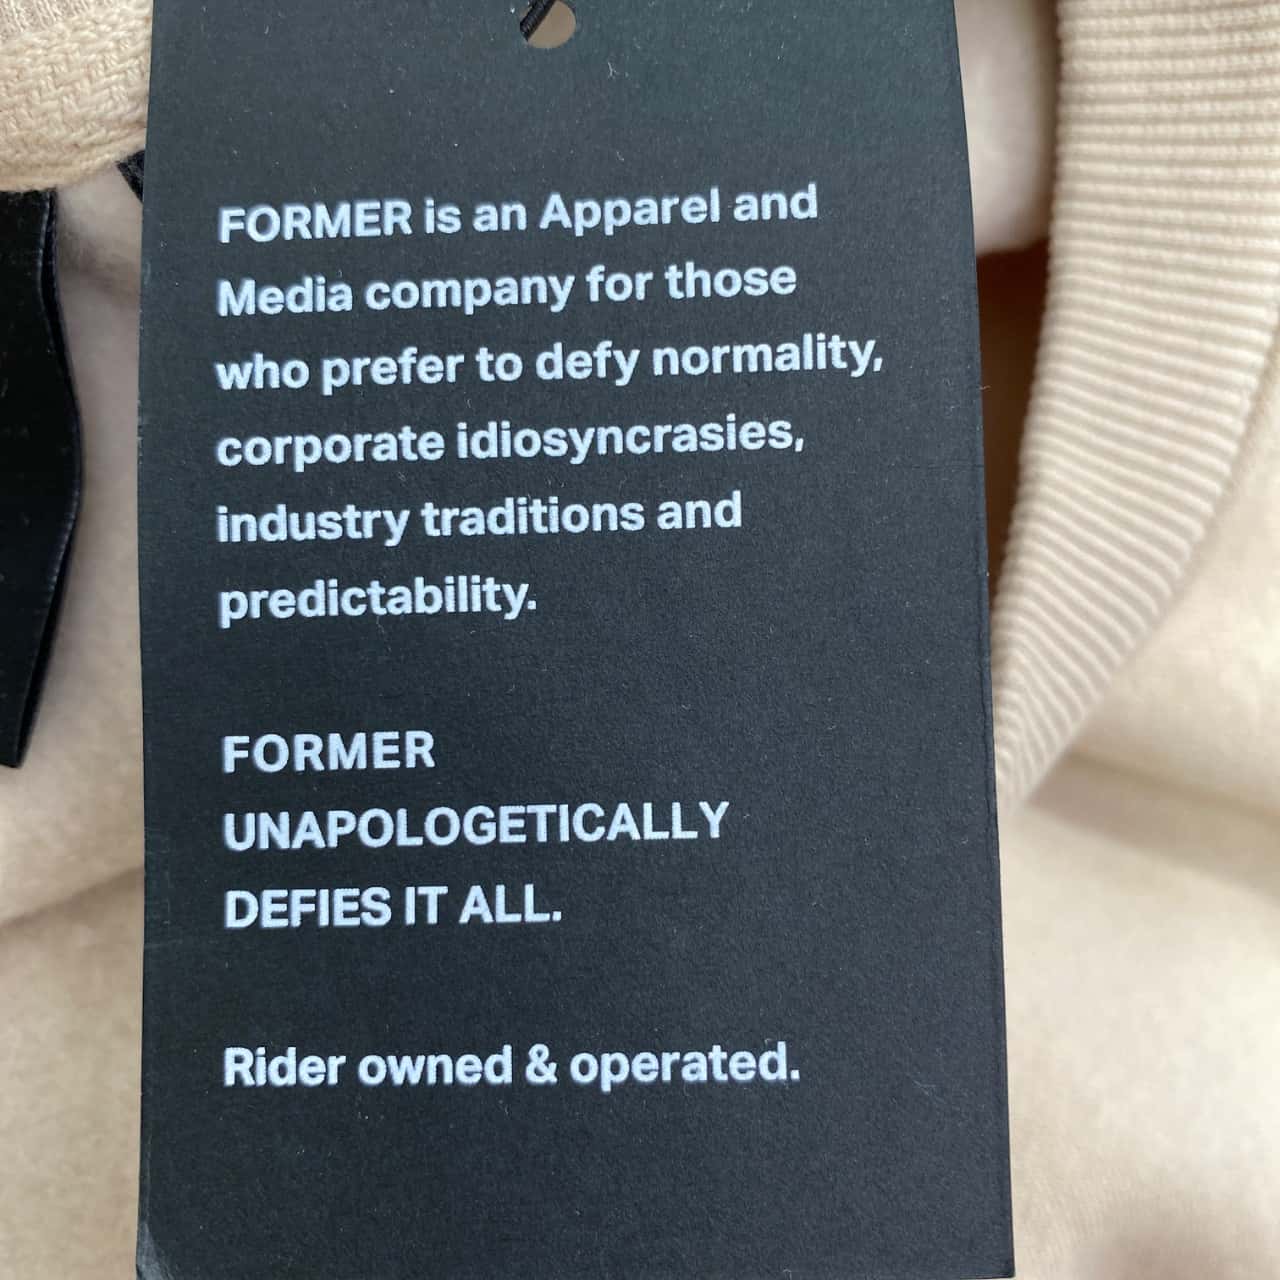 FORMER is an Apparel and
Media company for those
who prefer to defy normality,
corporate idiosyncrasies,
industry traditions and
predictability.
FORMER
UNAPOLOGETICALLY
DEFIES IT ALL.
Rider owned & operated.